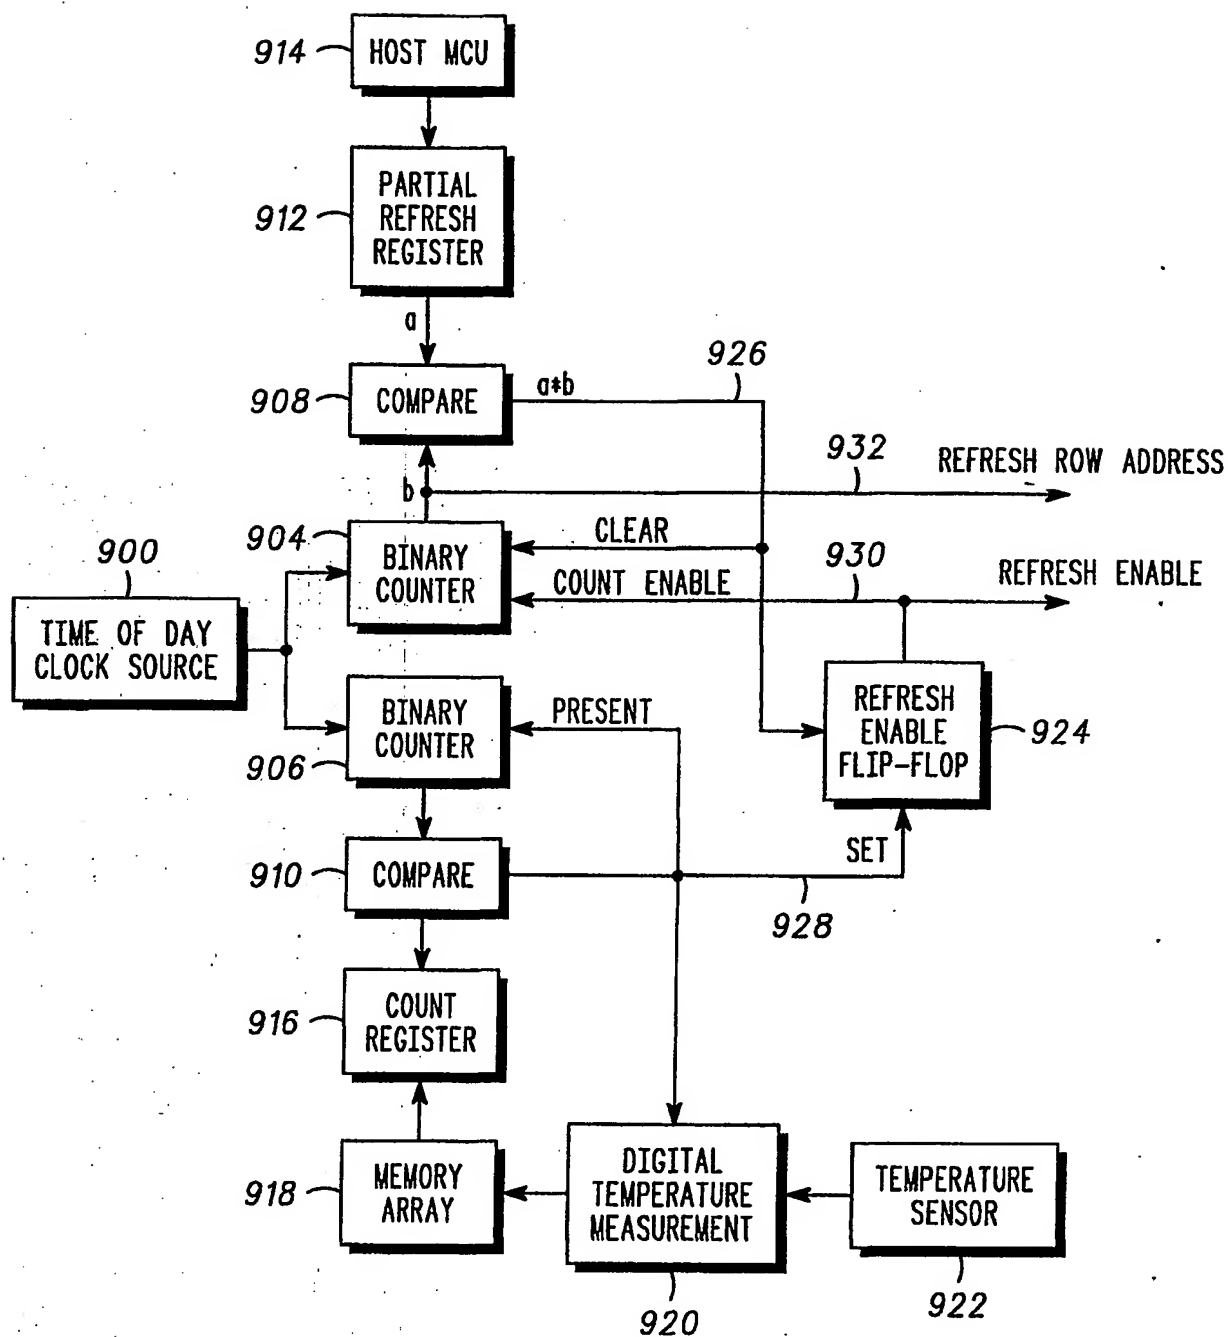 914
HOST MCU
912
PARTIAL
REFRESH
REGISTER
a
926
908
COMPARE
a*b
932
REFRESH ROW ADDRESS
b
904
BINARY
COUNTER
CLEAR
900
COUNT ENABLE
930
REFRESH ENABLE
TIME OF DAY
CLOCK SOURCE
906
BINARY
COUNTER
PRESENT
REFRESH
ENABLE
FLIP-FLOP
924
910
COMPARE
SET
928
916
COUNT
REGISTER
918
MEMORY
ARRAY
DIGITAL
TEMPERATURE
MEASUREMENT
920
TEMPERATURE
SENSOR
922